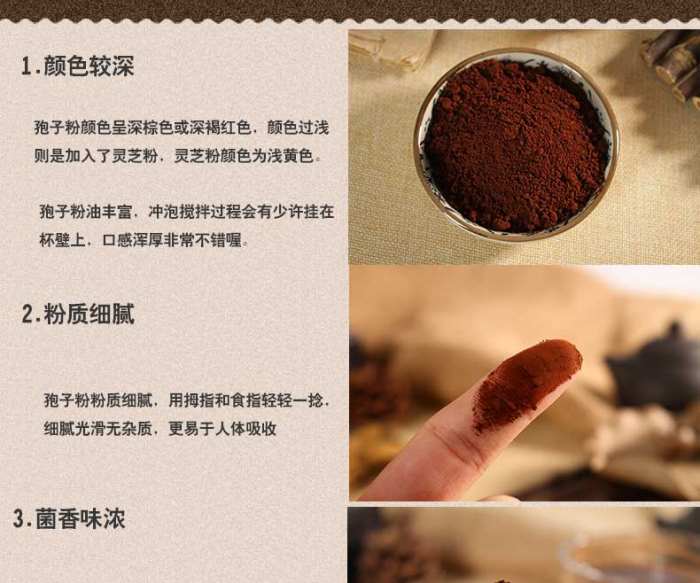 1.颜色较深
孢子粉颜色呈深棕色或深褐红色，颜色过浅
则是加入了灵芝粉，灵芝粉颜色为浅黄色。
孢子粉油丰富，冲泡搅拌过程会有少许挂在
杯壁上，口感浑厚非常不错喔。
2.粉质细腻
孢子粉粉质细腻，用拇指和食指轻轻一捻，
细腻光滑无杂质，更易于人体吸收
3.菌香味浓